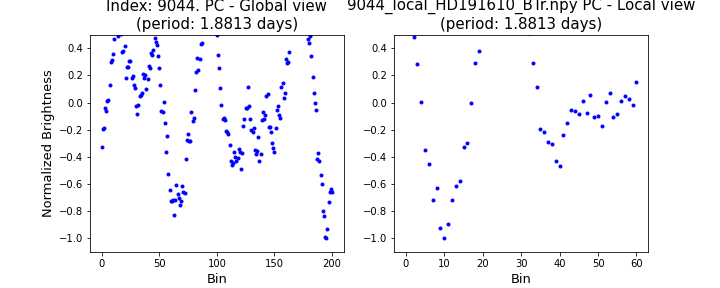 Index: 9044. PC - Global view
(period: 1.8813 days)
9044_local_HD191610_BTr.npy PC - Local view
(period: 1.8813 days)
Normalized Brightness
0.4
0.2
0.0
−0.2
−0.4
−0.6
−0.8
−1.0
0 50 100 150 200
Bin
0.4
0.2
0.0
−0.2
−0.4
−0.6
−0.8
−1.0
0 10 20 30 40 50 60
Bin